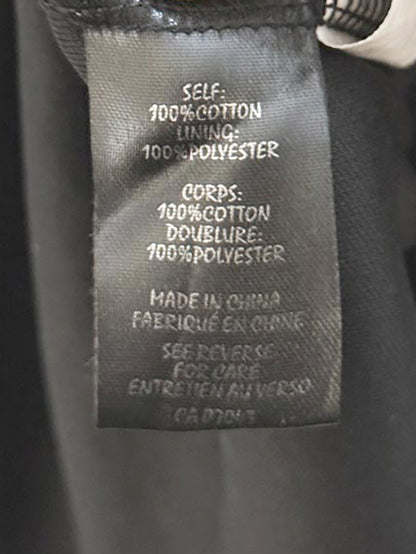 SELF:
100%COTTON
LINING:
100%POLYESTER
CORPS:
100%COTTON
DOUBLURE:
100%POLYESTER
MADE IN CHINA
FABRIQUÉ EN CHINE
SEE REVERSE
FOR CARE
ENTRETIEN AU VERSO
CA